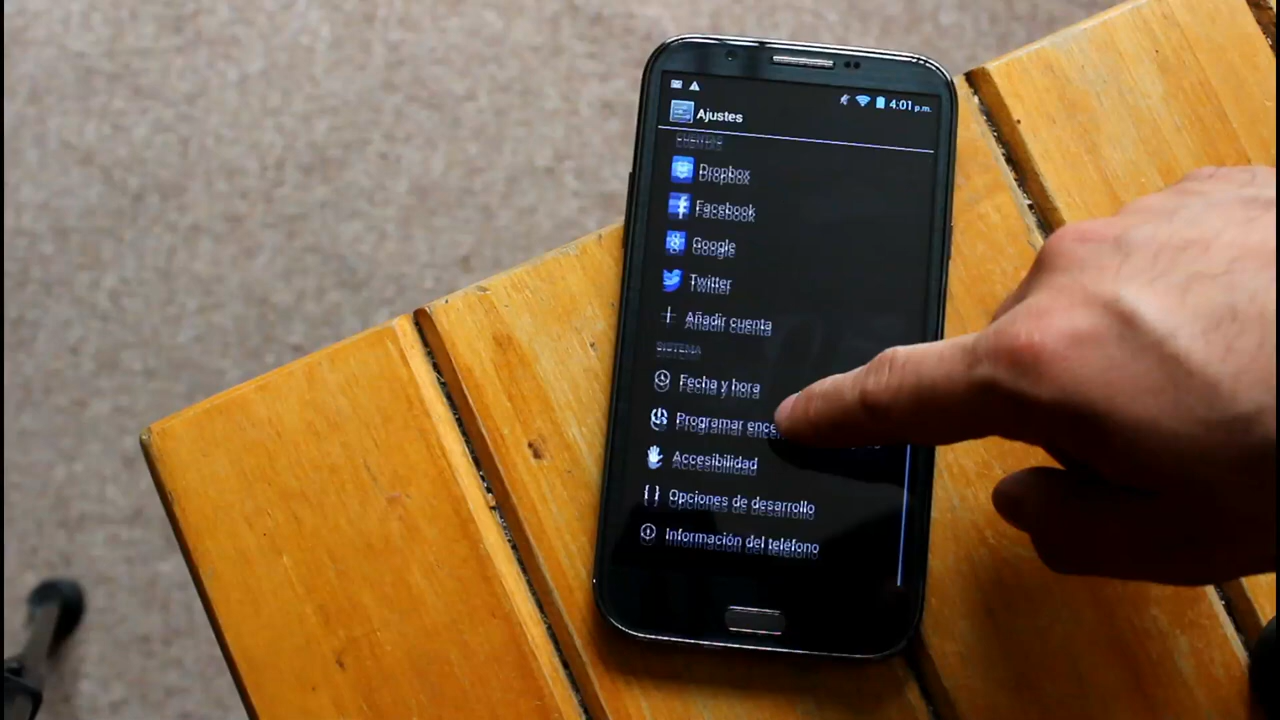 4:01 p.m.
Ajustes
CUENTAS
Dropbox
Facebook
Google
Twitter
Añadir cuenta
SISTEMA
Fecha y hora
Programar
Accesibilidad
Opciones de desarrollo
Información del teléfono